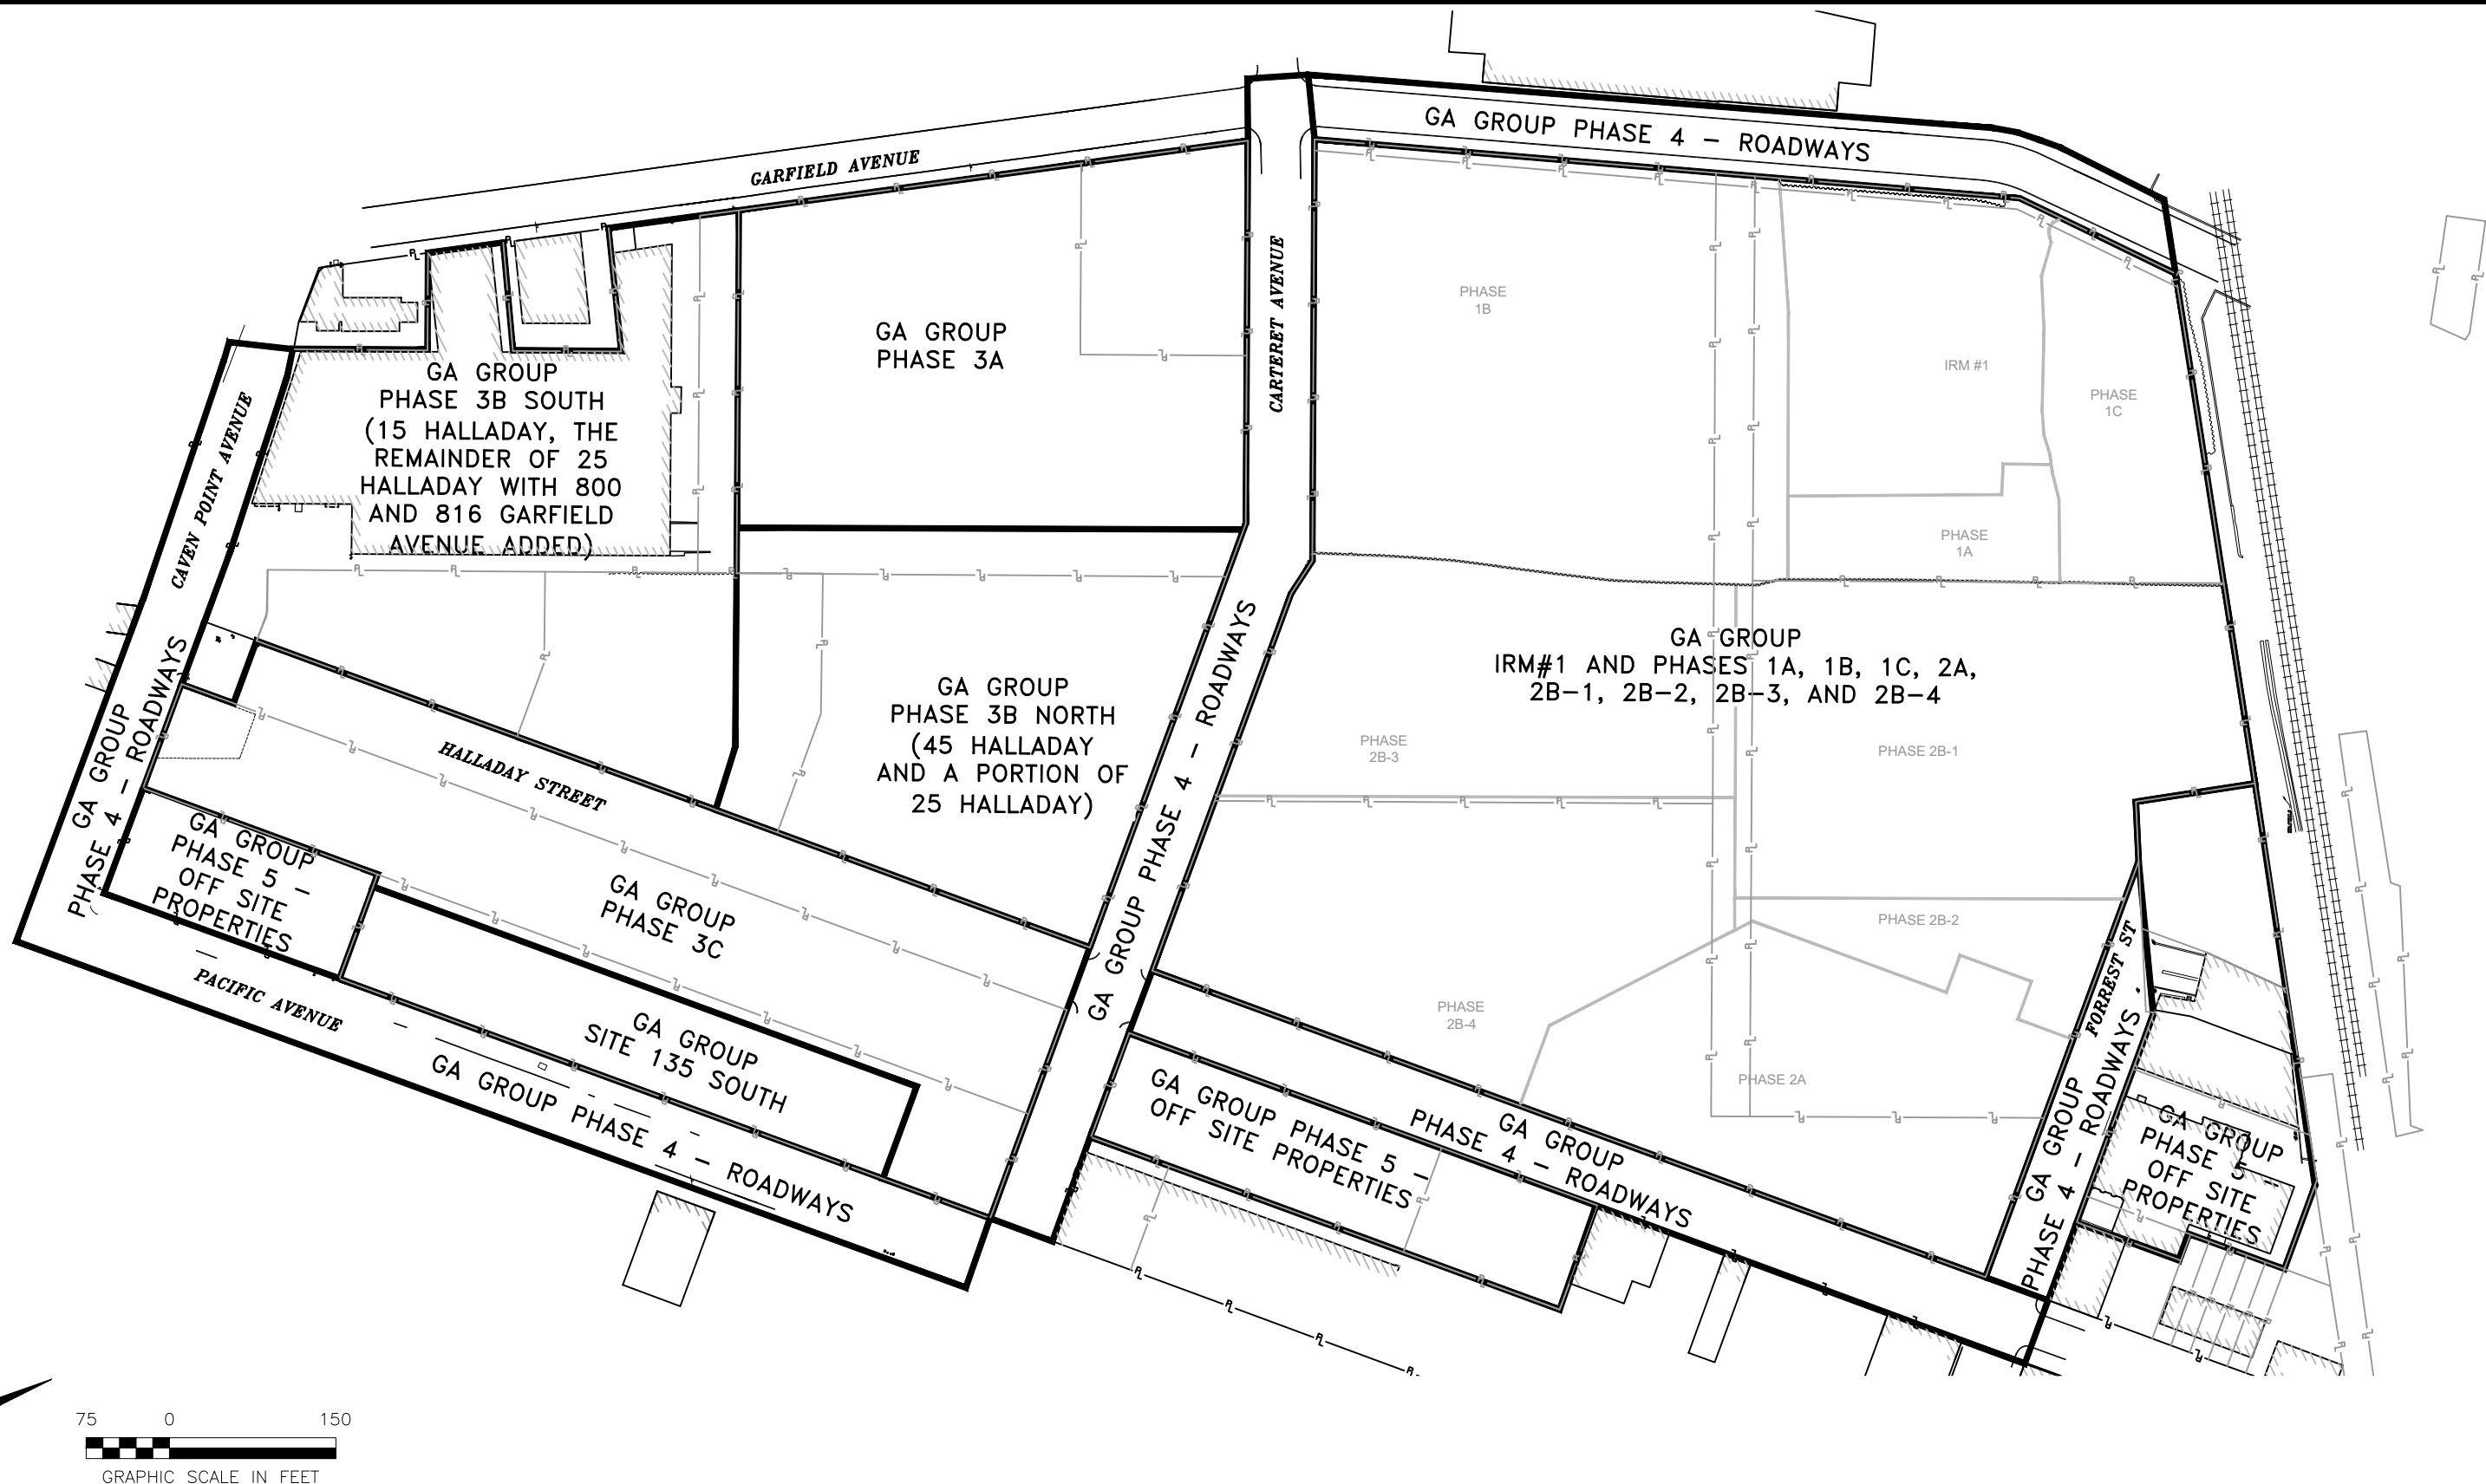 GA GROUP PHASE 4 – ROADWAYS
GARFIELD AVENUE
CARTERET AVENUE
PHASE
1B
IRM #1
PHASE
1C
PHASE
1A
GA GROUP
PHASE 3A
GA GROUP
PHASE 3B SOUTH
(15 HALLADAY, THE
REMAINDER OF 25
HALLADAY WITH 800
AND 816 GARFIELD
AVENUE ADDED)
CAVEN POINT AVENUE
GA GROUP
PHASE 4 – ROADWAYS
GA GROUP
PHASE 3B NORTH
(45 HALLADAY
AND A PORTION OF
25 HALLADAY)
GA GROUP PHASE 4 – ROADWAYS
GA GROUP
IRM#1 AND PHASES 1A, 1B, 1C, 2A,
2B–1, 2B–2, 2B–3, AND 2B–4
PHASE
2B-3
PHASE 2B-1
PHASE 2B-2
PHASE
2B-4
PHASE 2A
HALLADAY STREET
GA GROUP
PHASE 5 –
OFF SITE
PROPERTIES
GA GROUP
PHASE 3C
PACIFIC AVENUE
GA GROUP
SITE 135 SOUTH
GA GROUP PHASE 4 – ROADWAYS
GA GROUP PHASE 5 –
OFF SITE PROPERTIES
GA GROUP
PHASE 4 – ROADWAYS
FORREST ST
GA GROUP
PHASE 4 – ROADWAYS
GA GROUP
PHASE 5 –
OFF SITE
PROPERTIES
75 0 150
GRAPHIC SCALE IN FEET